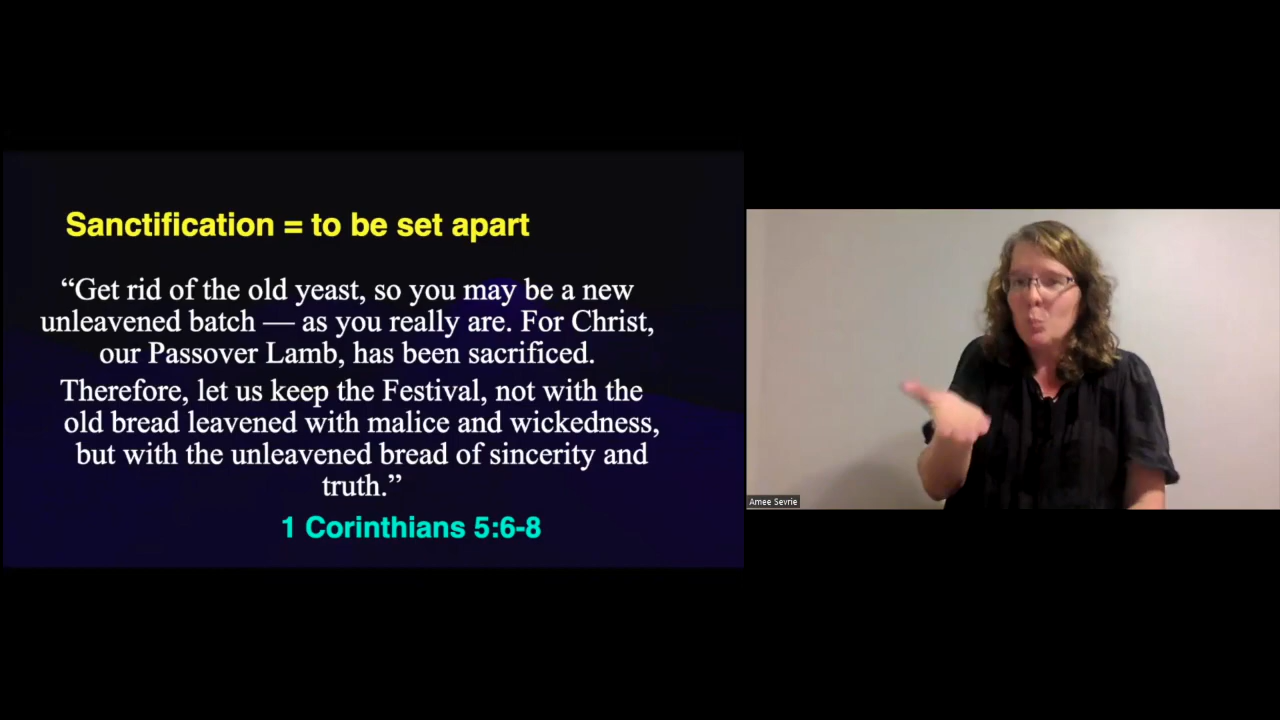 Sanctification = to be set apart
“Get rid of the old yeast, so you may be a new
unleavened batch — as you really are. For Christ,
our Passover Lamb, has been sacrificed.
Therefore, let us keep the Festival, not with the
old bread leavened with malice and wickedness,
but with the unleavened bread of sincerity and
truth.”
1 Corinthians 5:6-8
Amee Sevrie